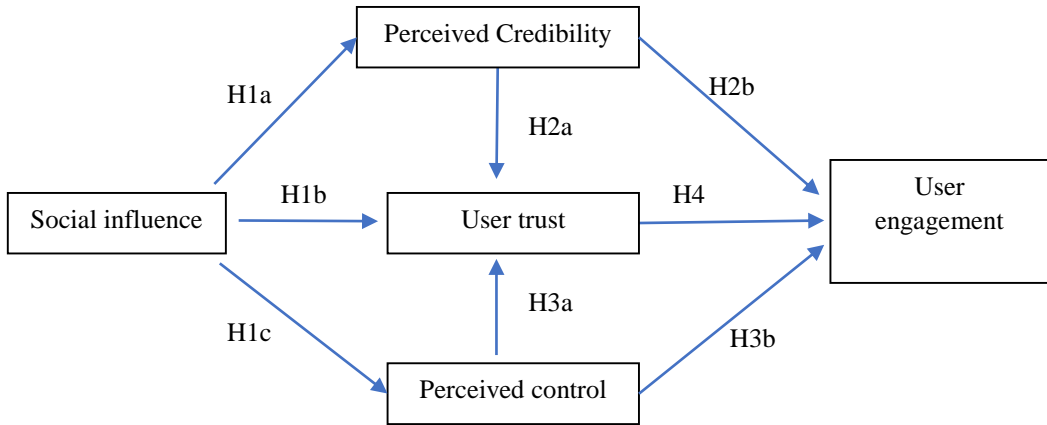 Perceived Credibility
H1a
H2b
H2a
Social influence
H1b
User trust
H4
User
engagement
H3a
H1c
H3b
Perceived control